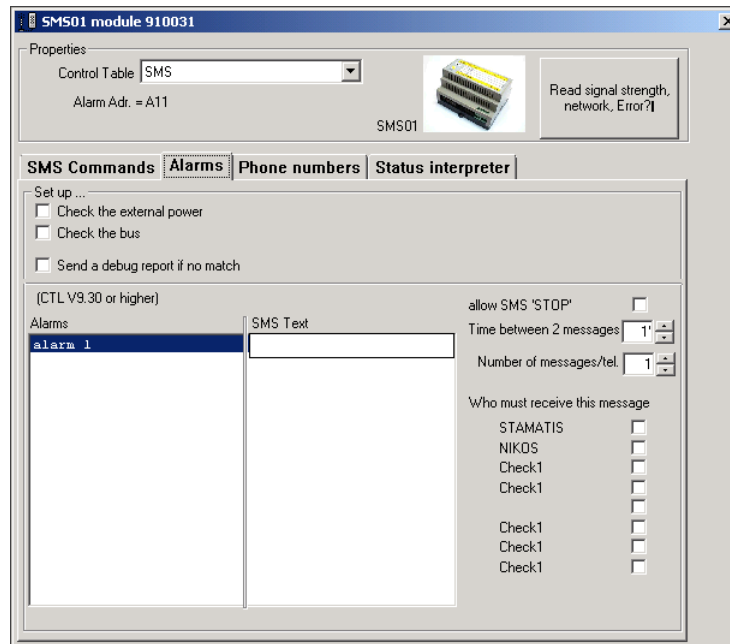 SMS01 module 910031
Properties
Control Table SMS
Alarm Adr. = A11
SMS01
Read signal strength,
network, Error?
SMS Commands Alarms Phone numbers Status interpreter
Set up ...
Check the external power
Check the bus
Send a debug report if no match
(CTL V9.30 or higher)
allow SMS 'STOP'
Alarms SMS Text
Time between 2 messages 1'
alarm 1
Number of messages/tel. 1
Who must receive this message
STAMATIS
NIKOS
Check1
Check1
Check1
Check1
Check1